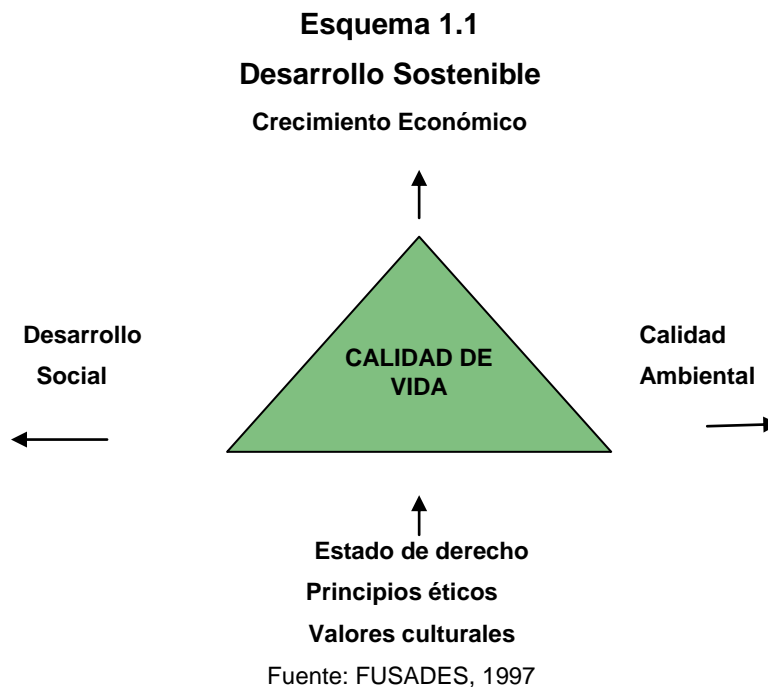 Esquema 1.1
Desarrollo Sostenible
Crecimiento Económico
Desarrollo
Social
CALIDAD DE
VIDA
Calidad
Ambiental
Estado de derecho
Principios éticos
Valores culturales
Fuente: FUSADES, 1997